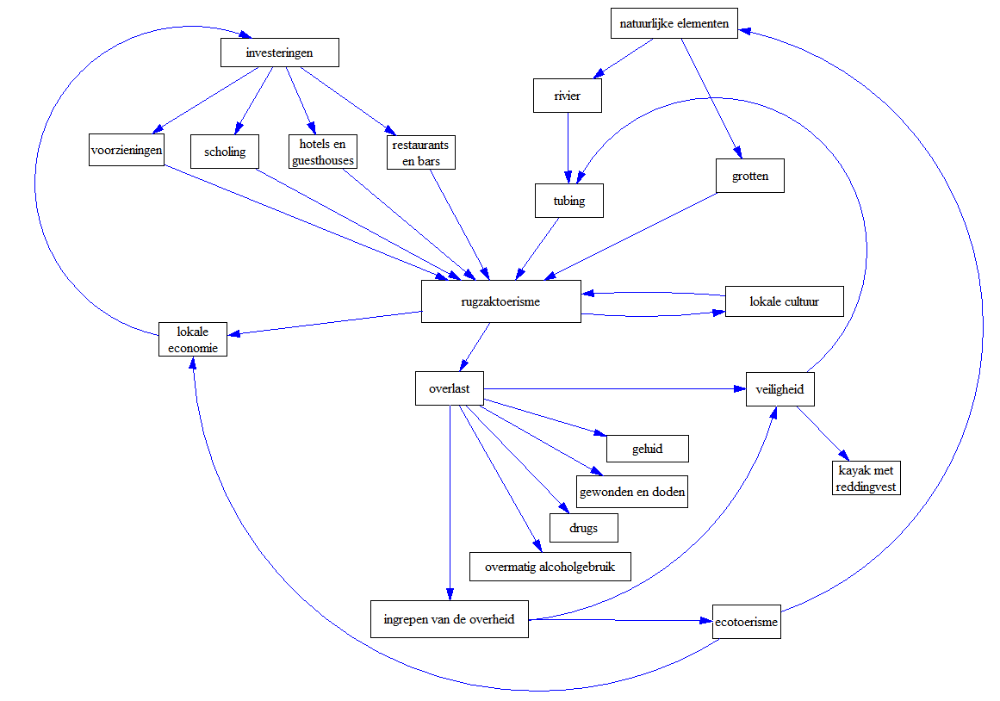 natuurlijke elementen
investeringen
rivier
voorzieningen
scholing
hotels en
guesthouses
restaurants
en bars
grotten
tubing
rugzaktoerisme
lokale cultuur
lokale
economie
overlast
veiligheid
geluid
kayak met
reddingvest
gewonden en doden
drugs
overmatig alcoholgebruik
ingrepen van de overheid
ecotoerisme